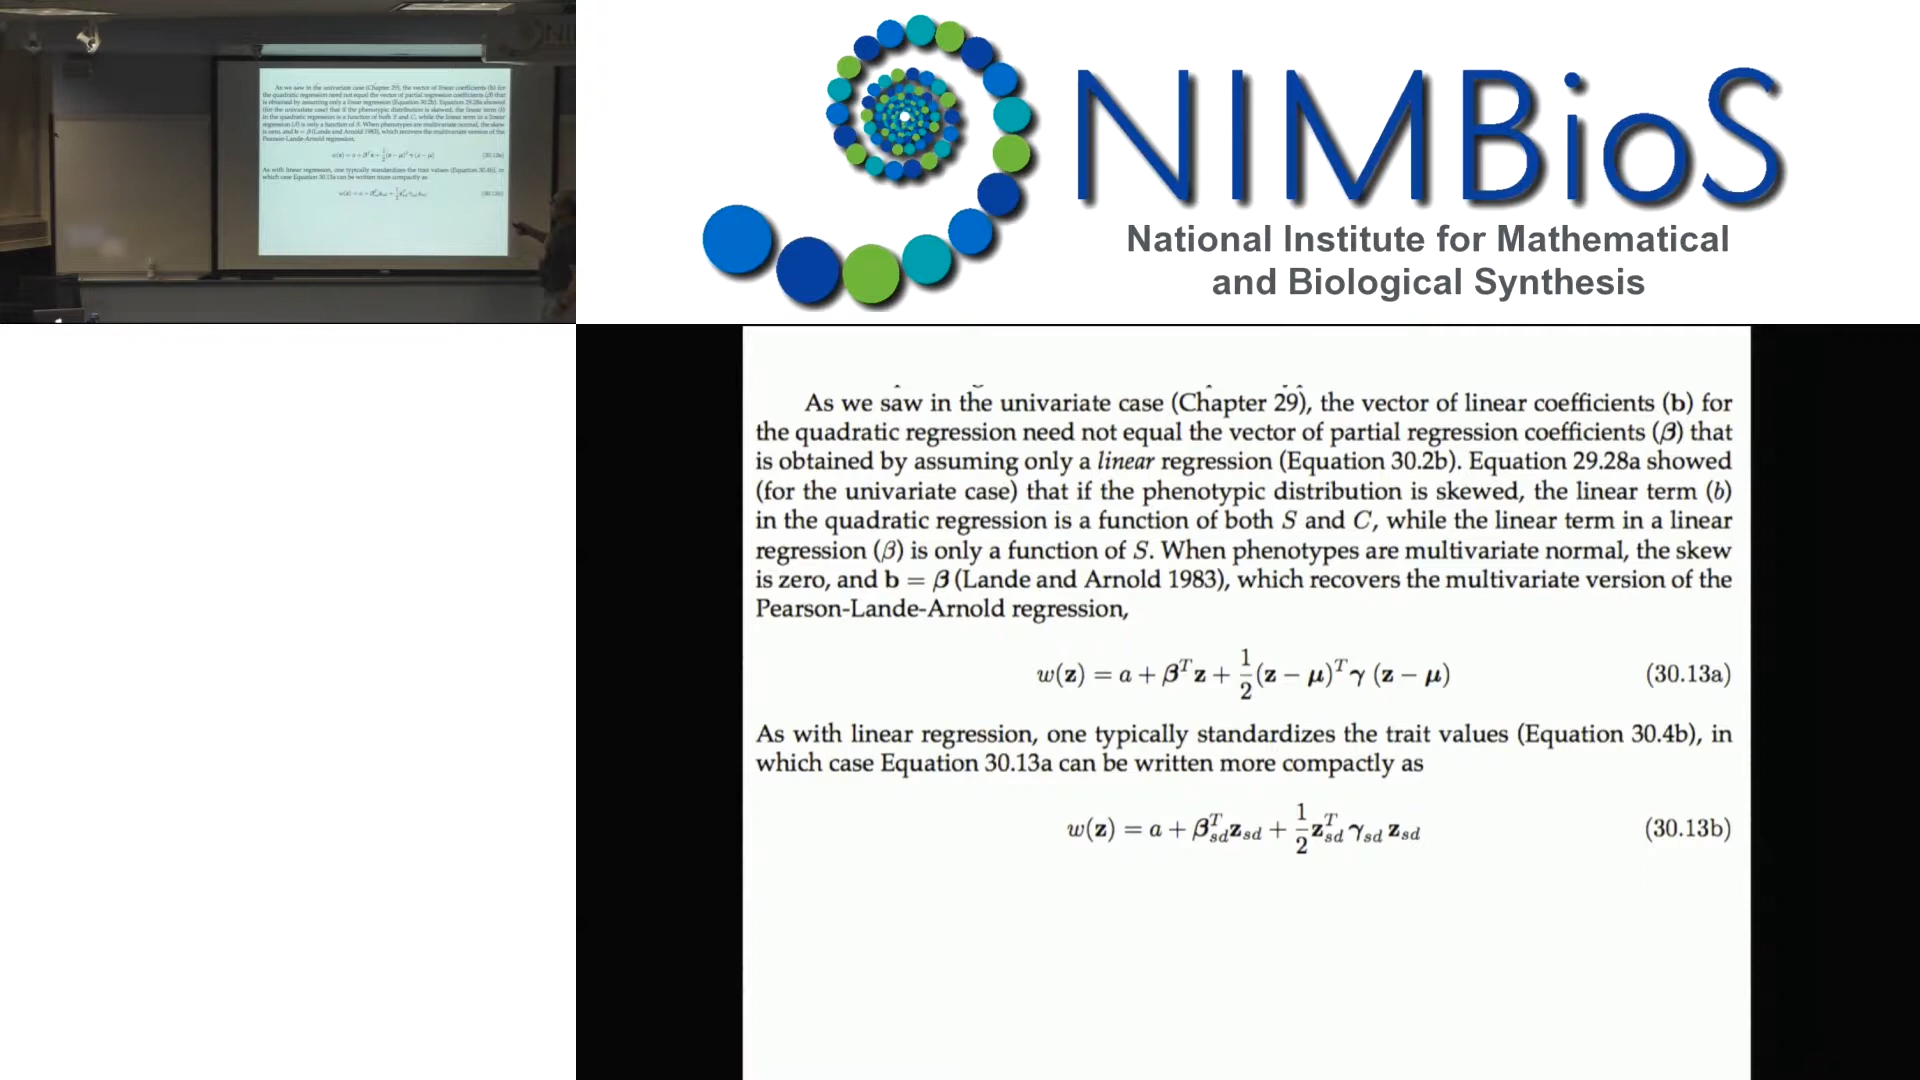 NIMBioS
National Institute for Mathematical
and Biological Synthesis
As we saw in the univariate case (Chapter 29), the vector of linear coefficients (b) for
the quadratic regression need not equal the vector of partial regression coefficients (β) that
is obtained by assuming only a linear regression (Equation 30.2b). Equation 29.28a showed
(for the univariate case) that if the phenotypic distribution is skewed, the linear term (b)
in the quadratic regression is a function of both S and C, while the linear term in a linear
regression (β) is only a function of S. When phenotypes are multivariate normal, the skew
is zero, and b = β (Lande and Arnold 1983), which recovers the multivariate version of the
Pearson-Lande-Arnold regression,
w(z) = a + β^T z + 1/2 (z − μ)^T γ (z − μ) (30.13a)
As with linear regression, one typically standardizes the trait values (Equation 30.4b), in
which case Equation 30.13a can be written more compactly as
w(z) = a + β_sd^T z_sd + 1/2 z_sd^T γ_sd z_sd (30.13b)